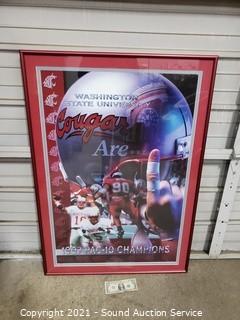 WASHINGTON
STATE UNIVERSITY
Cougars
Are...
90
1997 PAC-10 CHAMPIONS
Copyright 2021 - Sound Auction Service